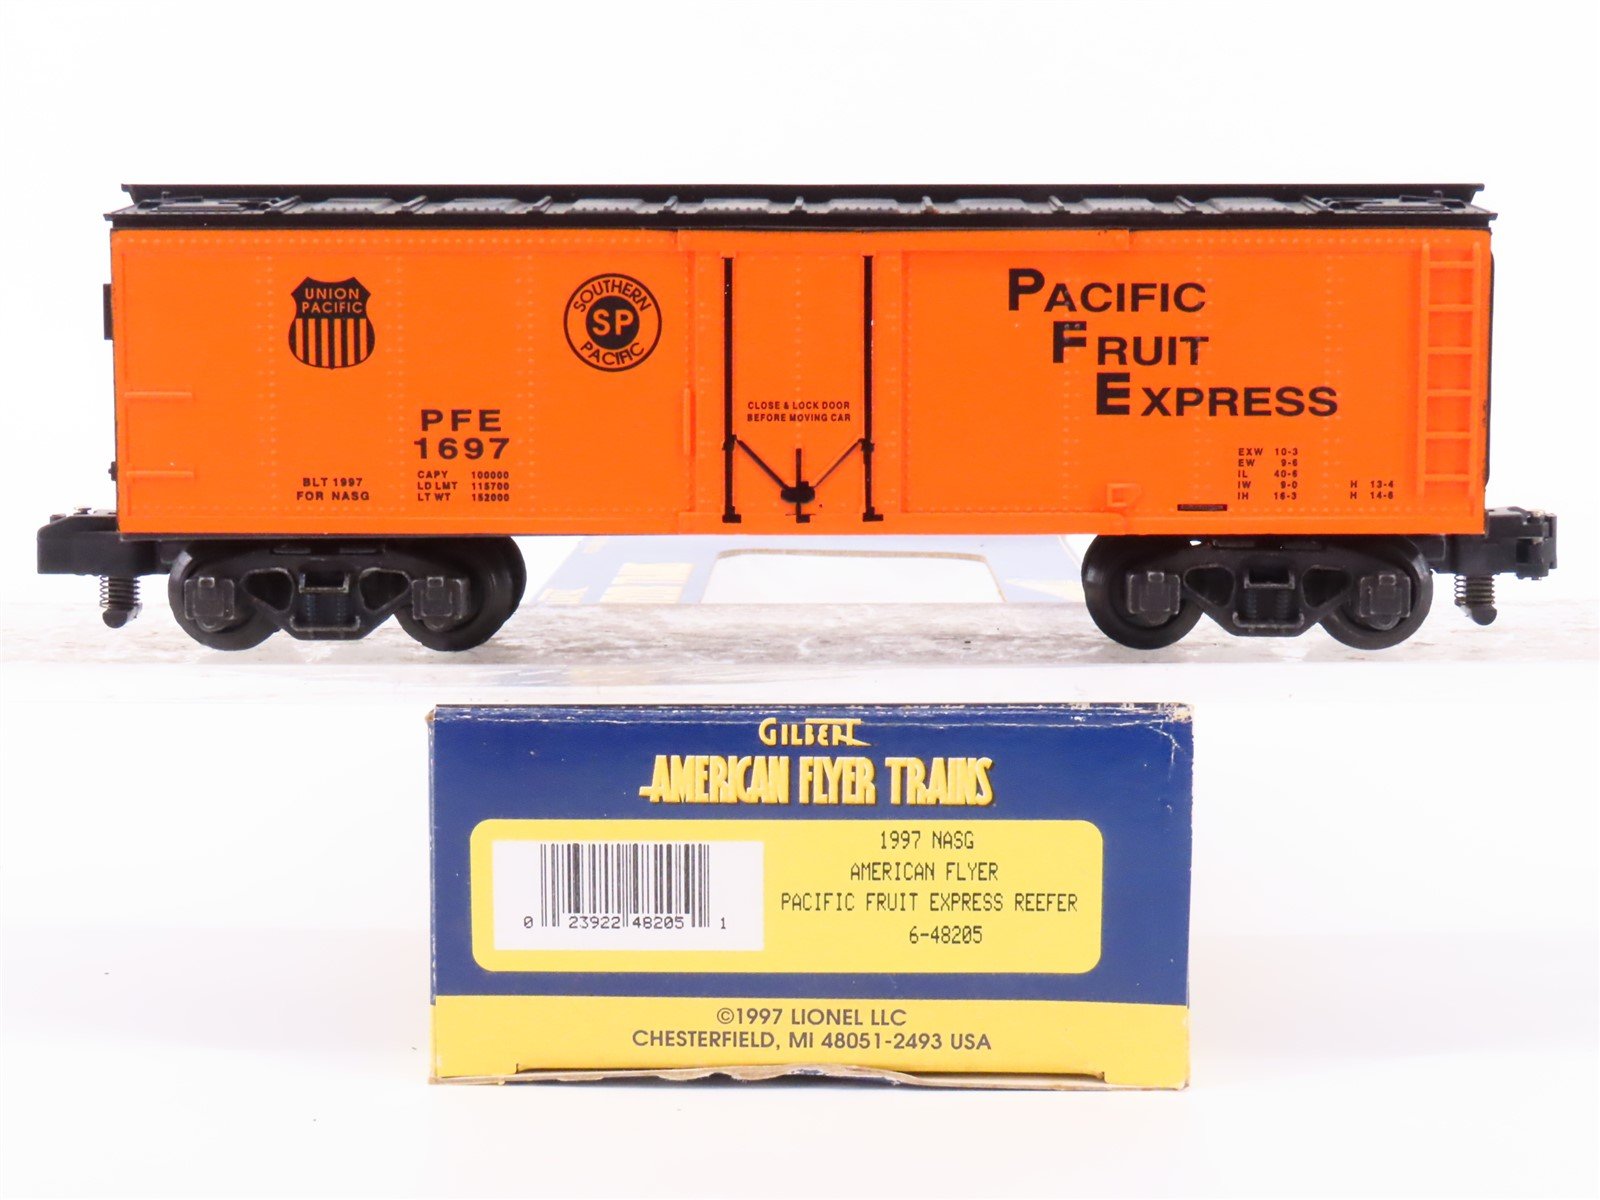 UNION
PACIFIC
SOUTHERN
SP
PACIFIC
PACIFIC
FRUIT
EXPRESS
PFE
1697
CLOSE & LOCK DOOR
BEFORE MOVING CAR
BLT 1997
FOR NASG
CAPY 100000
LD LMT 115700
LT WT 152000
EXW 10-3
EW 9-6
IL 40-6
IW 9-0 H 13-4
IH 16-3 H 14-6
GILBERT
AMERICAN FLYER TRAINS
1997 NASG
AMERICAN FLYER
PACIFIC FRUIT EXPRESS REEFER
6-48205
0 23922 48205 1
©1997 LIONEL LLC
CHESTERFIELD, MI 48051-2493 USA